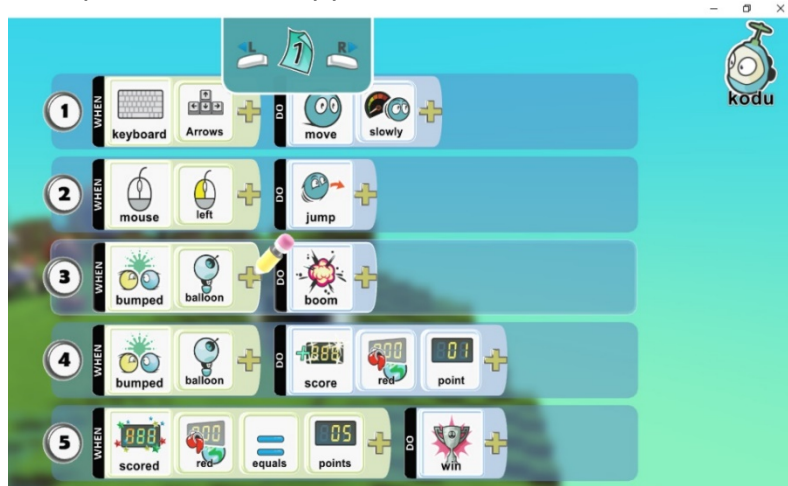 L 1 R
kodu
1 WHEN keyboard Arrows DO move slowly
2 WHEN mouse left DO jump
3 WHEN bumped balloon DO boom
4 WHEN bumped balloon DO score red 01 point
5 WHEN scored red equals 05 points DO win